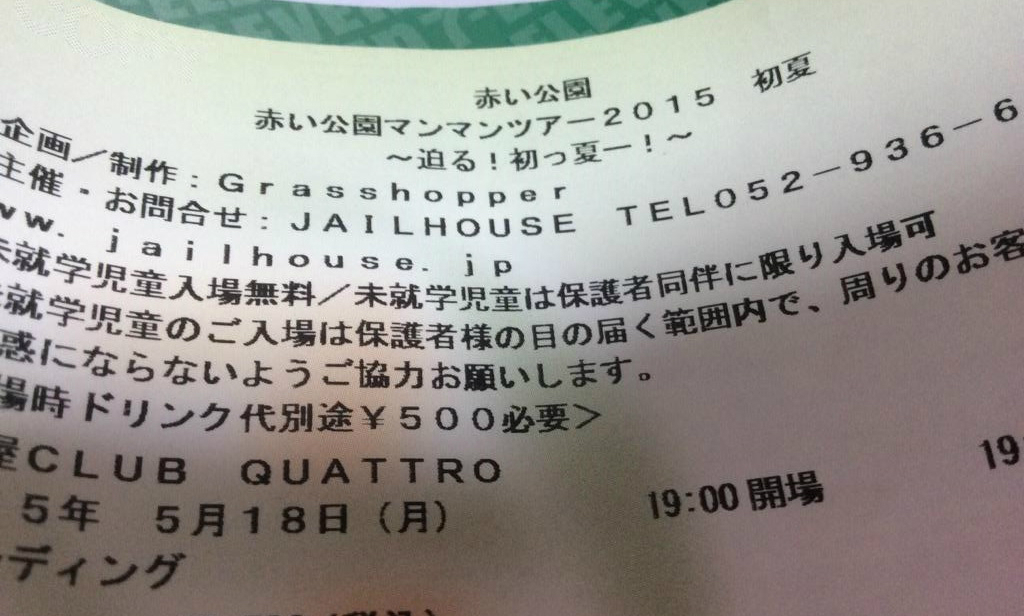 赤い公園
赤い公園マンマンツアー2015 初夏
～迫る!初っ夏ー!～
企画/制作:Grasshopper
主催・お問合せ:JAILHOUSE TEL052-936-6
ww.jailhouse.jp
未就学児童入場無料/未就学児童は保護者同伴に限り入場可
就学児童のご入場は保護者様の目の届く範囲内で、周りのお客
惑にならないようご協力お願いします。
場時ドリンク代別途¥500必要>
屋CLUB QUATTRO
5年 5月18日(月) 19:00開場 19
ディング
(税込)